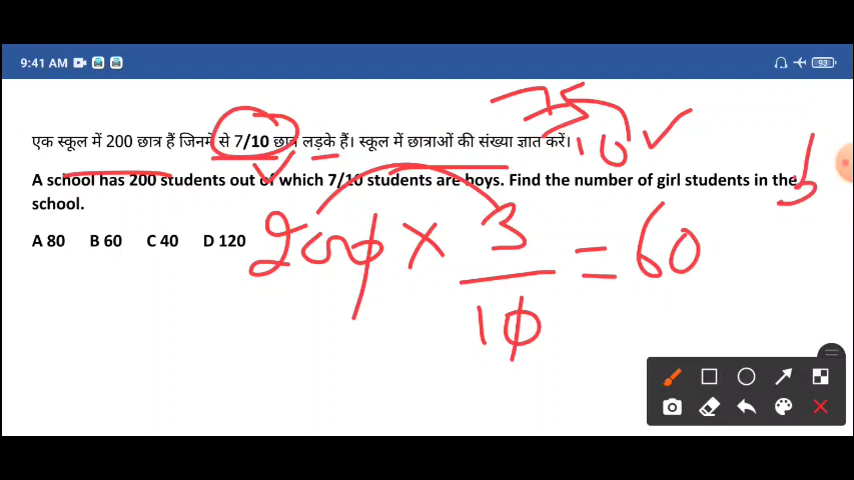 9:41 AM 93
एक स्कूल में 200 छात्र हैं जिनमें से 7/10 छात्र लड़के हैं। स्कूल में छात्राओं की संख्या ज्ञात करें।
10
A school has 200 students out of which 7/10 students are boys. Find the number of girl students in the
school.
A 80 B 60 C 40 D 120
200 × 3/10 = 60